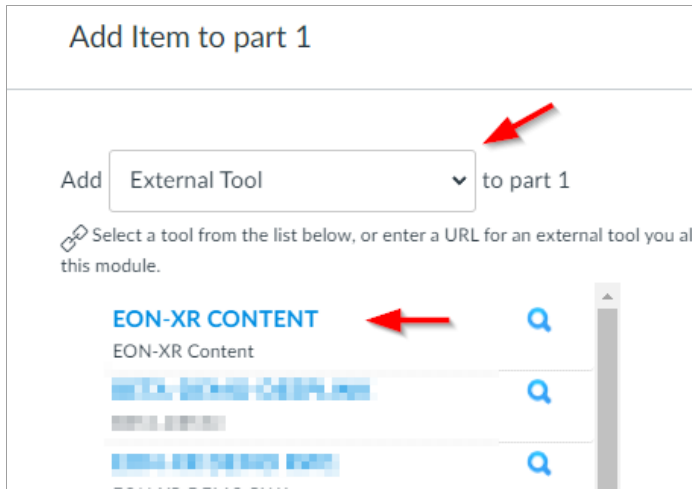 Add Item to part 1
Add External Tool to part 1
Select a tool from the list below, or enter a URL for an external tool you al
this module.
EON-XR CONTENT
EON-XR Content